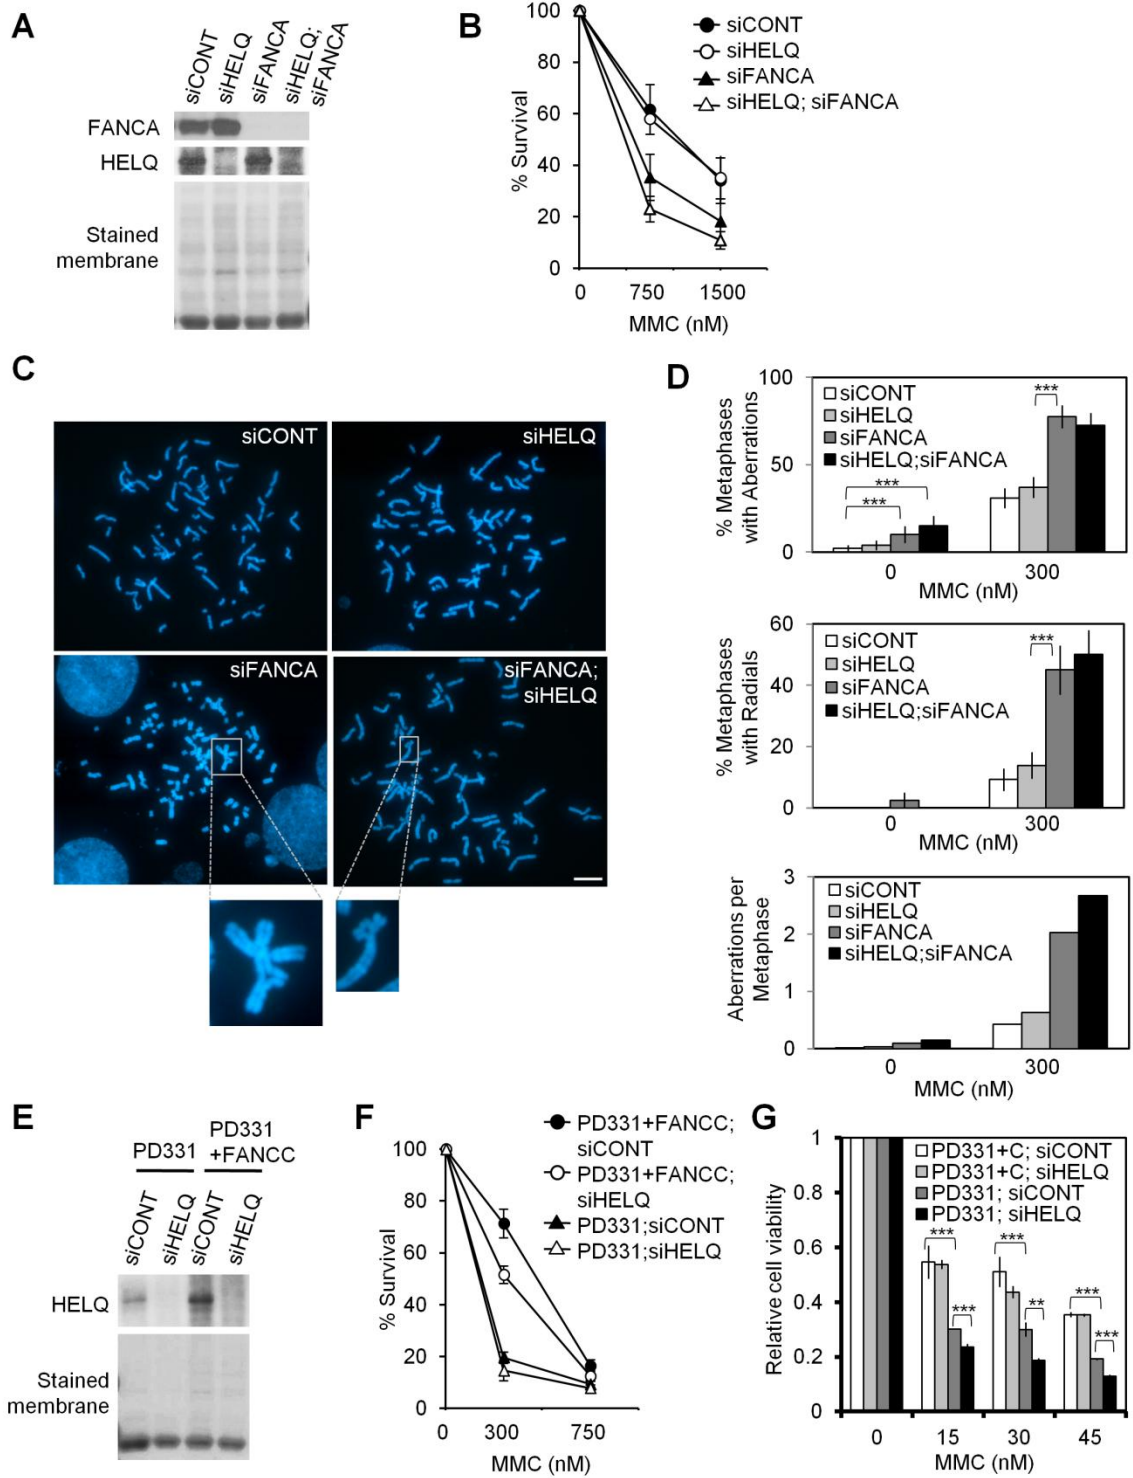 A
siCONT
siHELQ
siFANCA
siHELQ;
siFANCA
FANCA
HELQ
Stained
membrane
B
100
80
60
40
20
0
% Survival
0 750 1500
MMC (nM)
siCONT
siHELQ
siFANCA
siHELQ; siFANCA
C
siCONT
siHELQ
siFANCA
siFANCA;
siHELQ
D
100
50
0
% Metaphases
with Aberrations
siCONT
siHELQ
siFANCA
siHELQ;siFANCA
***
***
***
0 300
MMC (nM)
60
40
20
0
% Metaphases
with Radials
siCONT
siHELQ
siFANCA
siHELQ;siFANCA
***
0 300
MMC (nM)
3
2
1
0
Aberrations per
Metaphase
siCONT
siHELQ
siFANCA
siHELQ;siFANCA
0 300
MMC (nM)
E
PD331
PD331
+FANCC
siCONT
siHELQ
siCONT
siHELQ
HELQ
Stained
membrane
F
100
80
60
40
20
0
% Survival
0 300 750
MMC (nM)
PD331+FANCC;
siCONT
PD331+FANCC;
siHELQ
PD331;siCONT
PD331;siHELQ
G
1
0.8
0.6
0.4
0.2
0
Relative cell viability
PD331+C; siCONT
PD331+C; siHELQ
PD331; siCONT
PD331; siHELQ
***
***
***
**
***
***
0 15 30 45
MMC (nM)